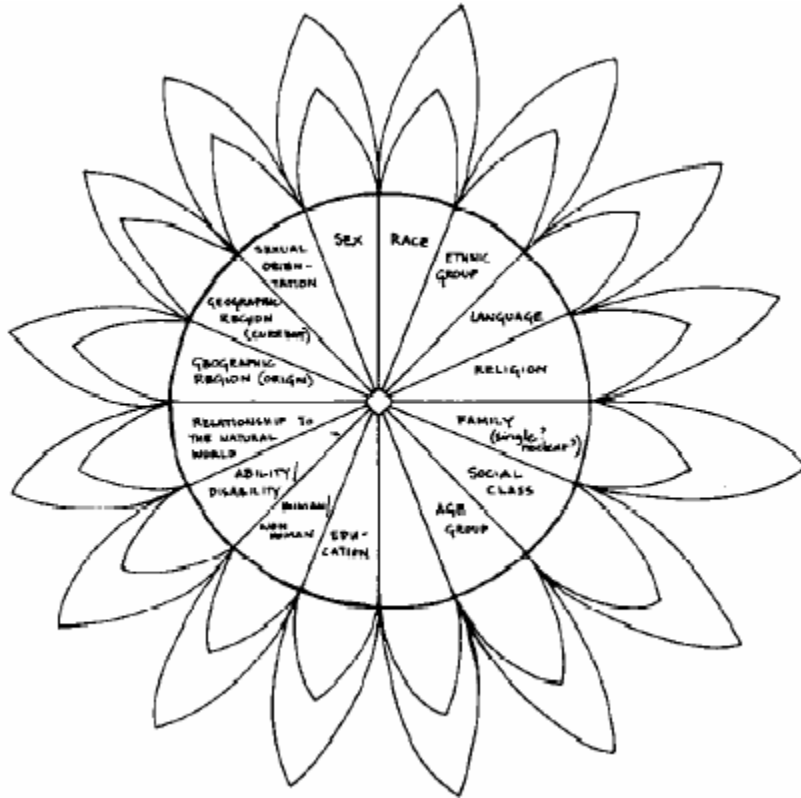 SEX
RACE
ETHNIC
GROUP
LANGUAGE
RELIGION
FAMILY
(single?
nuclear?)
SOCIAL
CLASS
AGE
GROUP
EDU-
CATION
HUMAN/
NON
HUMAN
ABILITY/
DISABILITY
RELATIONSHIP TO
THE NATURAL
WORLD
GEOGRAPHIC
REGION (ORIGIN)
GEOGRAPHIC
REGION
(CURRENT)
SEXUAL
ORIEN-
TATION